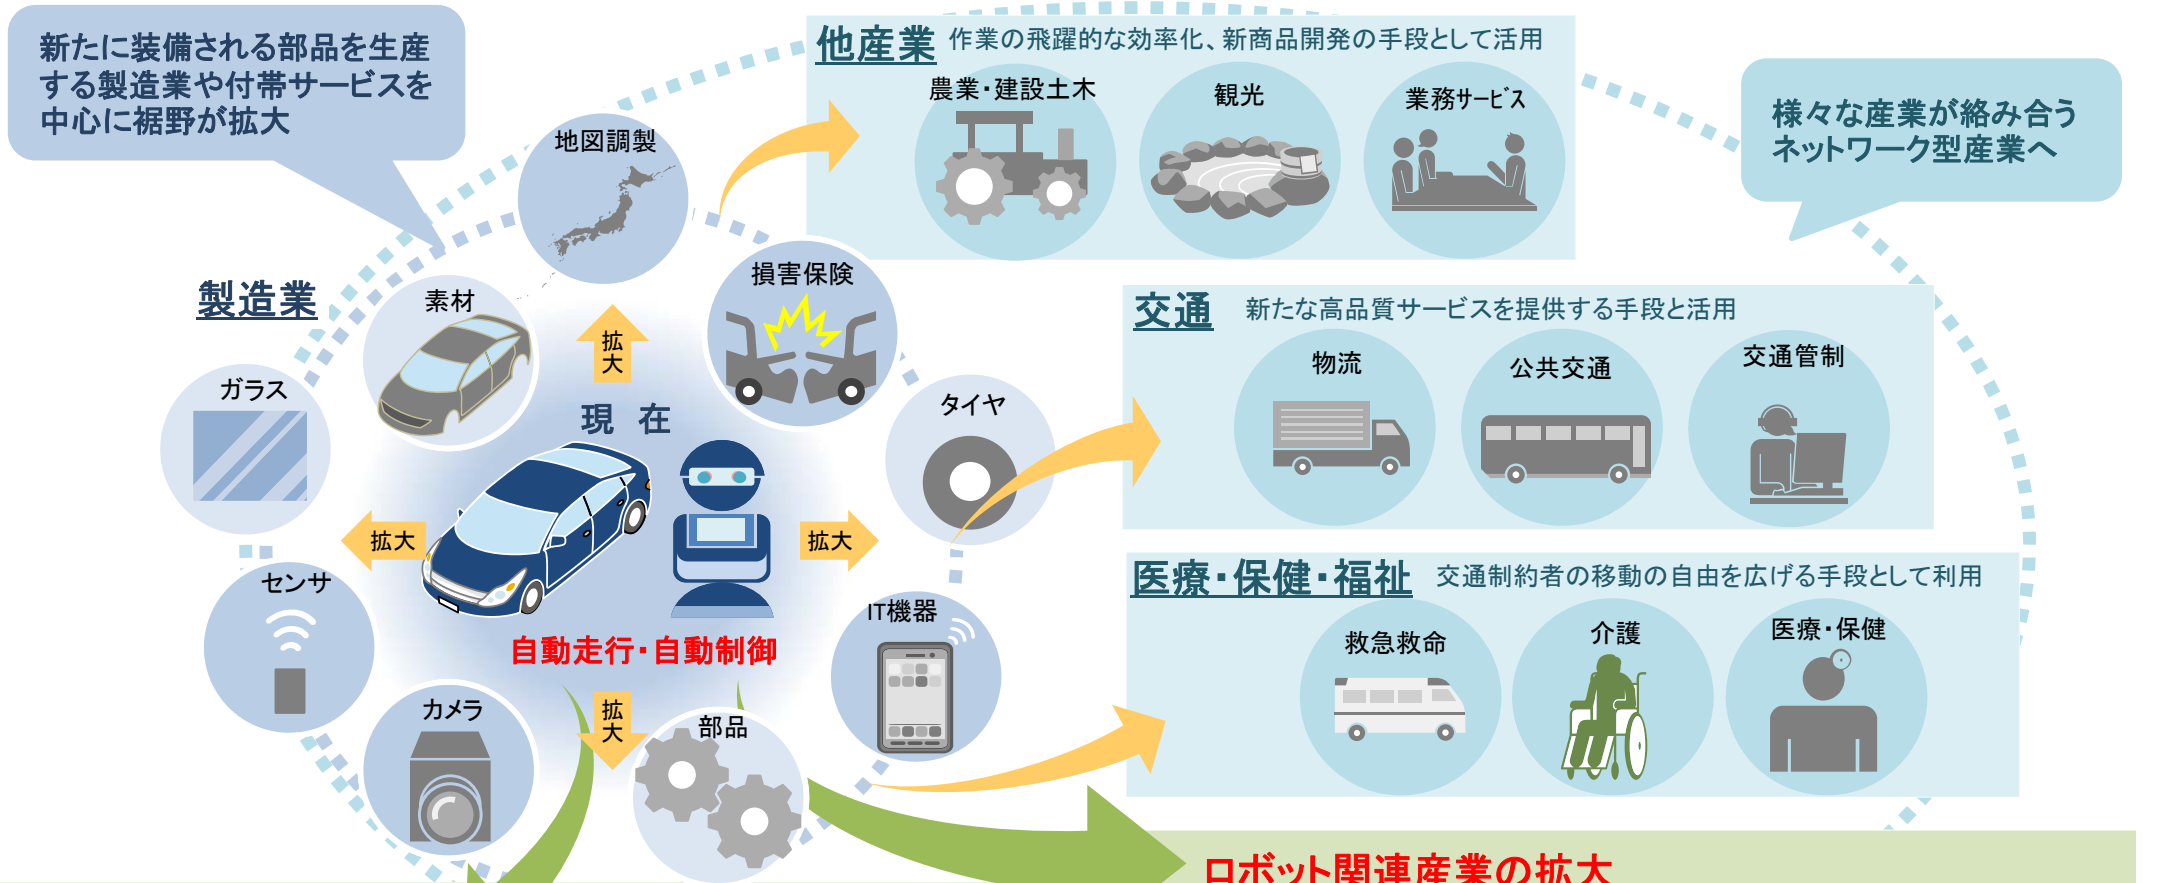 新たに装備される部品を生産
する製造業や付帯サービスを
中心に裾野が拡大
他産業 作業の飛躍的な効率化、新商品開発の手段として活用
農業・建設土木
観光
業務サービス
様々な産業が絡み合う
ネットワーク型産業へ
地図調製
損害保険
製造業
素材
ガラス
タイヤ
拡大
現 在
拡大
拡大
センサ
IT機器
自動走行・自動制御
カメラ
拡大
部品
交通 新たな高品質サービスを提供する手段と活用
物流
公共交通
交通管制
医療・保健・福祉 交通制約者の移動の自由を広げる手段として利用
救急救命
介護
医療・保健
ロボット関連産業の拡大